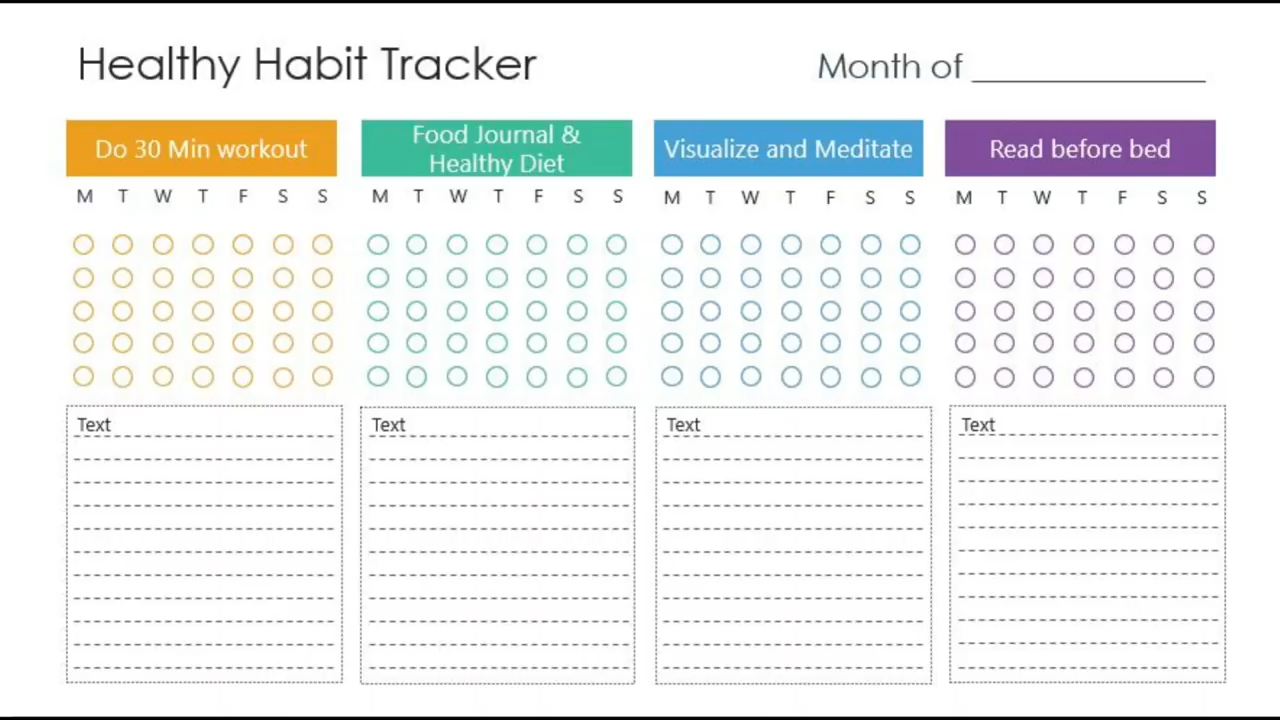 Healthy Habit Tracker
Month of
Do 30 Min workout
Food Journal &
Healthy Diet
Visualize and Meditate
Read before bed
M T W T F S S
M T W T F S S
M T W T F S S
M T W T F S S
Text
Text
Text
Text